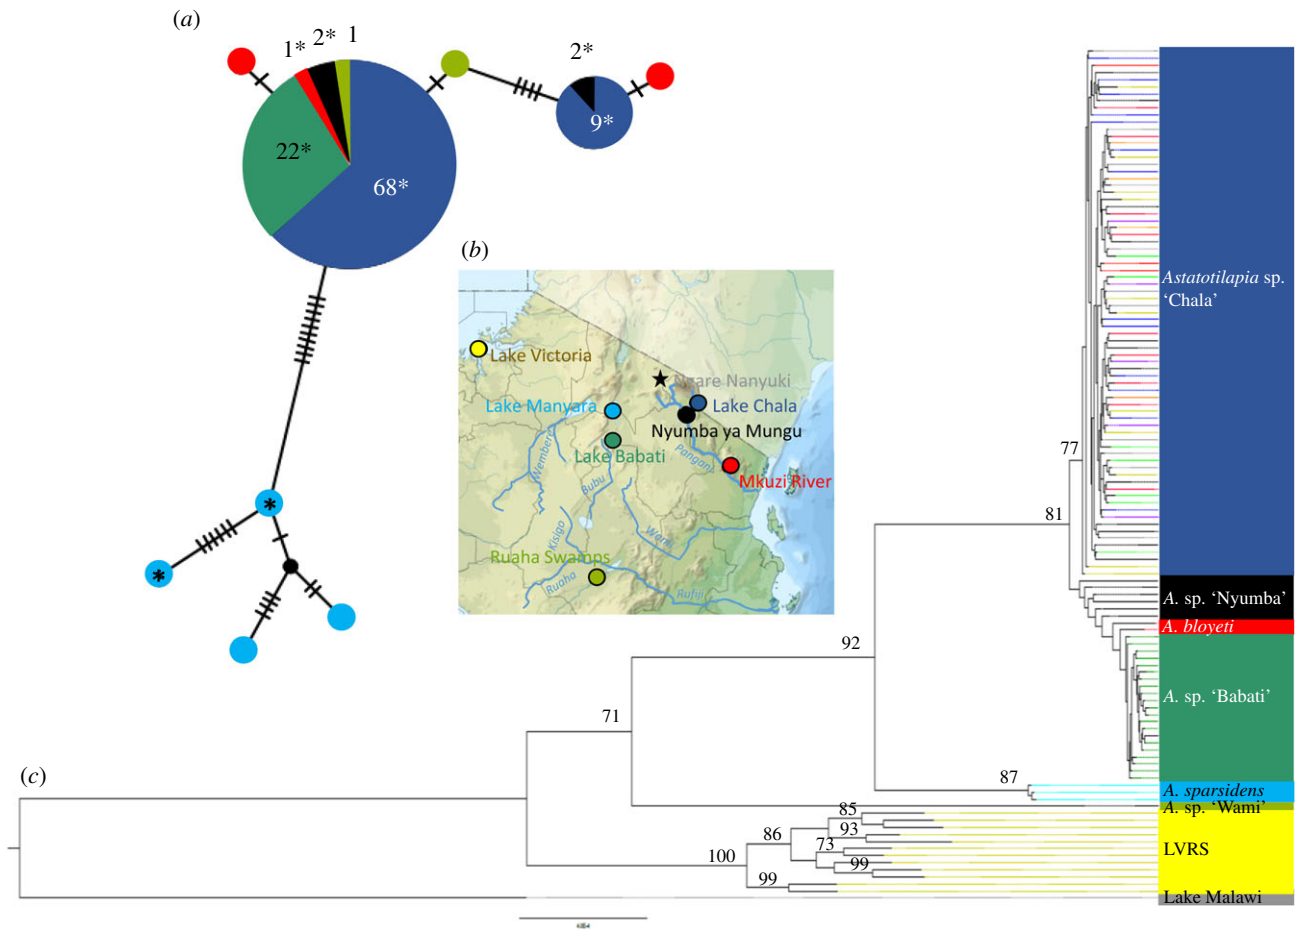 (a)
1*
2*
1
2*
9*
22*
68*
(b)
Lake Victoria
Ngare Nanyuki
Lake Manyara
Lake Chala
Nyumba ya Mungu
Lake Babati
Wembere
Bubu
Pangani
Mkuzi River
Kisigo
Wami
Ruaha Swamps
Ruaha
Rufiji
*
*
(c)
77
81
92
71
87
85
93
86
73
100
99
99
Astatotilapia sp.
‘Chala’
A. sp. ‘Nyumba’
A. bloyeti
A. sp. ‘Babati’
A. sparsidens
A. sp. ‘Wami’
LVRS
Lake Malawi